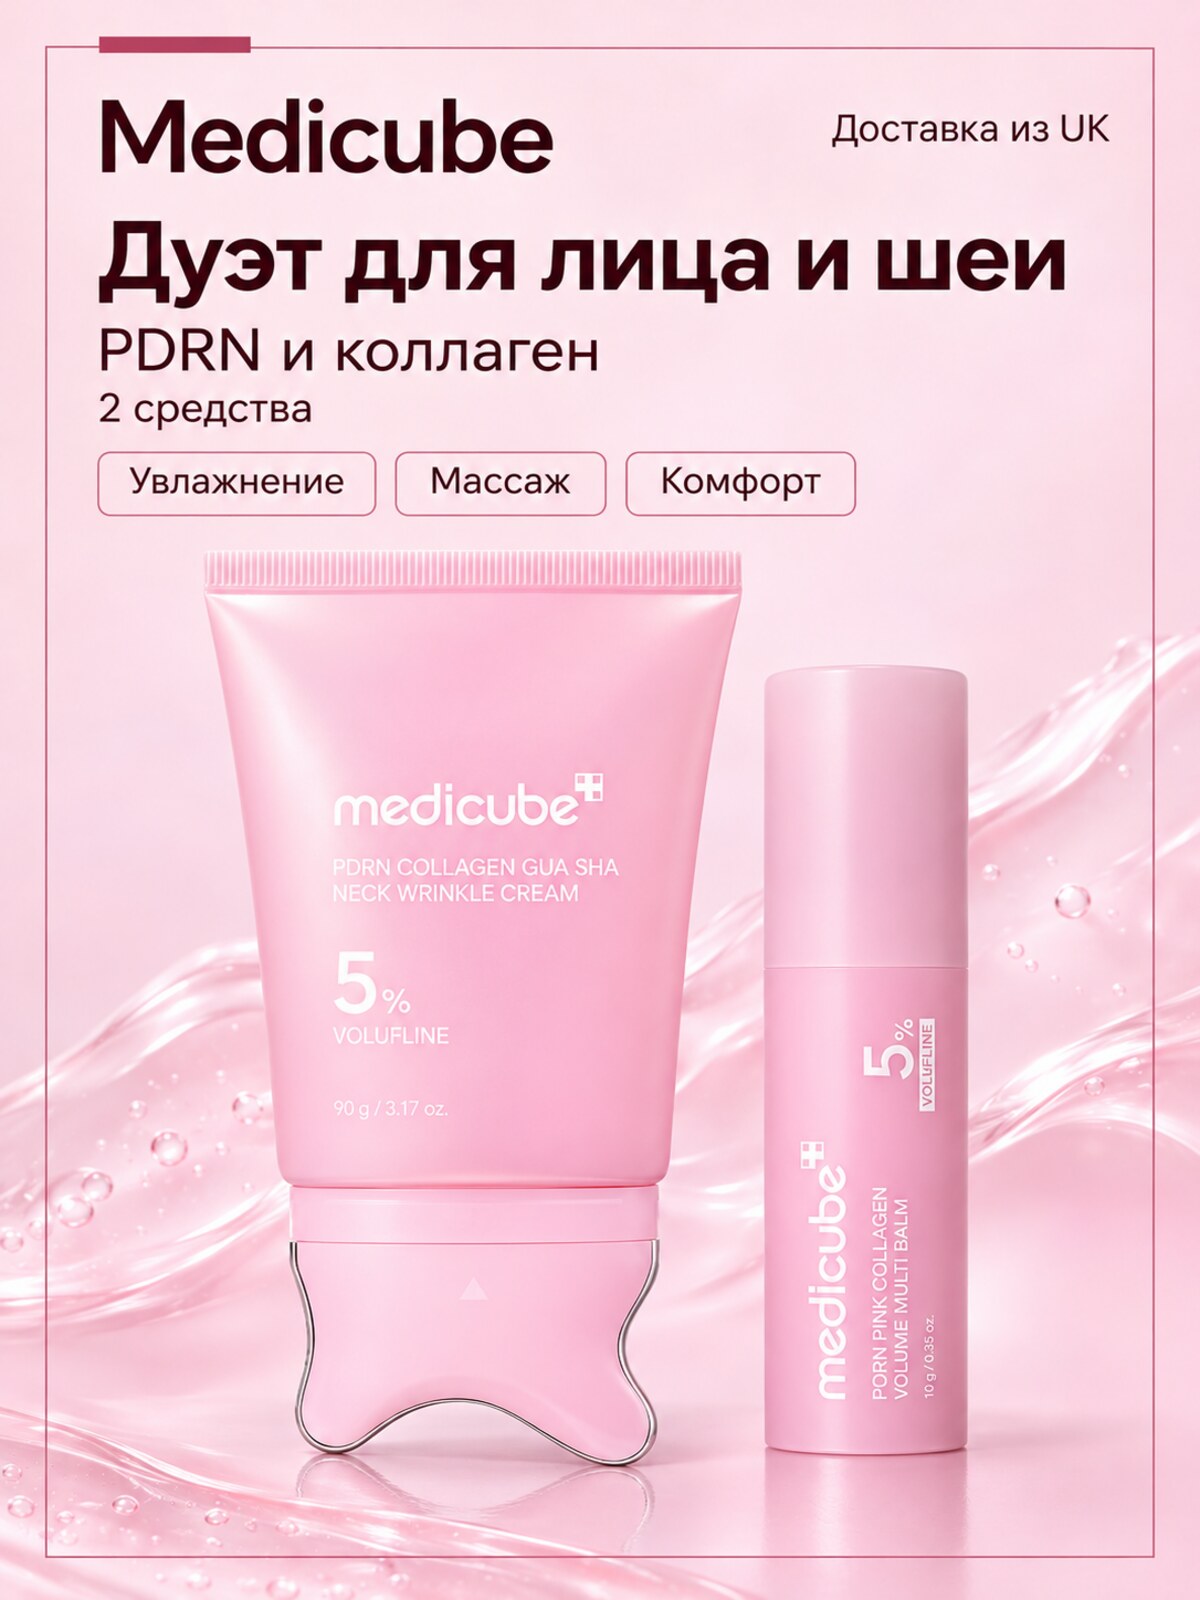 Medicube
Доставка из UK
Дуэт для лица и шеи
PDRN и коллаген
2 средства
Увлажнение
Массаж
Комфорт
medicube
PDRN COLLAGEN GUA SHA
NECK WRINKLE CREAM
5%
VOLUFLINE
90 g / 3.17 oz.
5%
VOLUFLINE
medicube
PORN PINK COLLAGEN
VOLUME MULTI BALM
10 g / 0.35 oz.